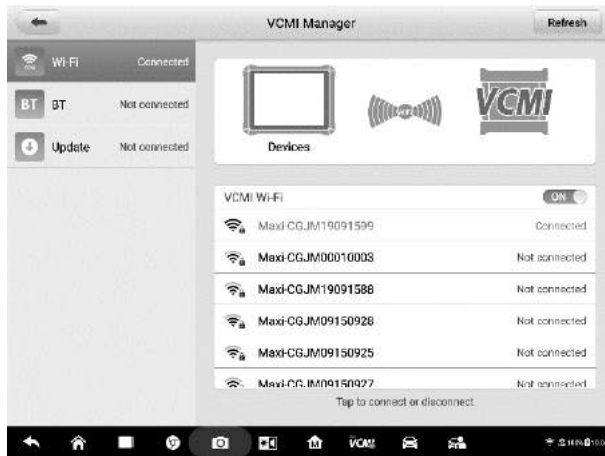 VCMI Manager
Refresh
Wi-Fi Connected
BT BT Not connected
Update Not connected
VCMI
Devices
VCMI Wi-Fi ON
Maxi-CGJM19091599 Connected
Maxi-CGJM00010003 Not connected
Maxi-CGJM19091588 Not connected
Maxi-CGJM09150928 Not connected
Maxi-CGJM09150925 Not connected
Maxi-CGJM09150927 Not connected
Tap to connect or disconnect
M VCMI